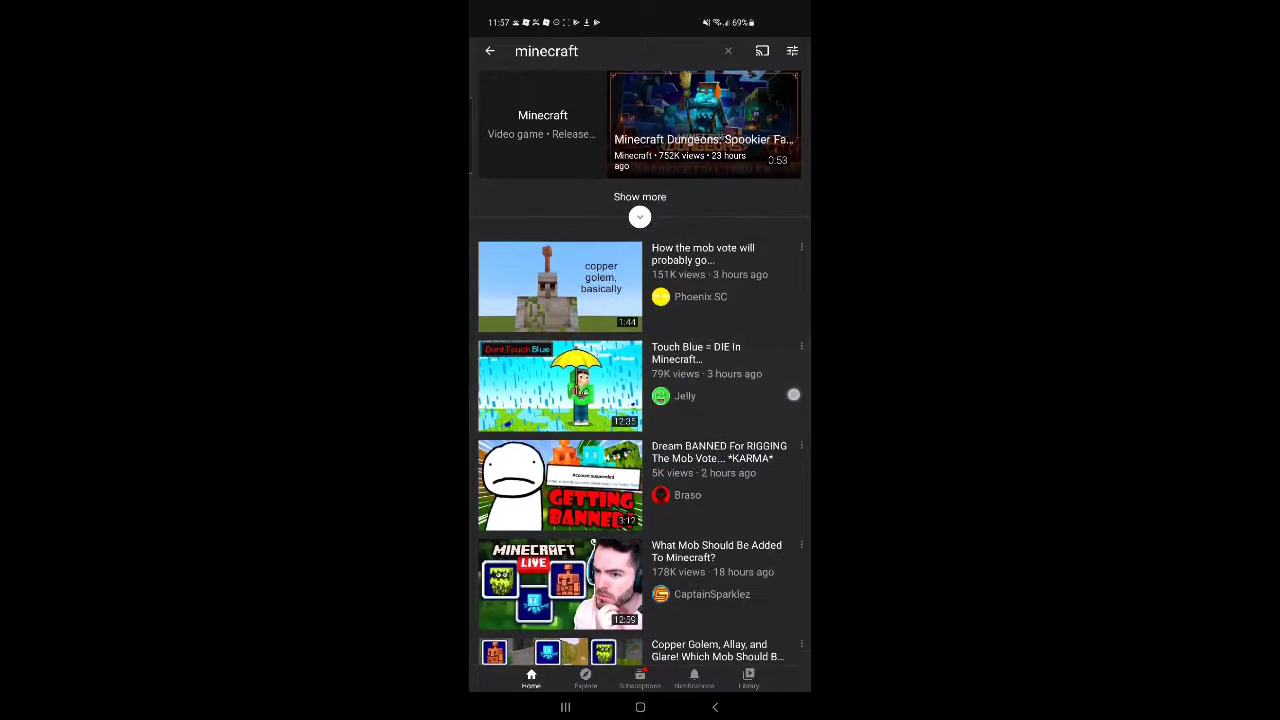 11:57
69%
minecraft
Minecraft
Video game • Release...
Minecraft Dungeons: Spookier Fa...
Minecraft • 752K views • 23 hours
ago
0:53
Show more
copper
golem,
basically
1:44
How the mob vote will
probably go...
151K views · 3 hours ago
Phoenix SC
Dont Touch Blue
12:35
Touch Blue = DIE In
Minecraft...
79K views · 3 hours ago
Jelly
Account suspended
GETTING
BANNED
3:12
Dream BANNED For RIGGING
The Mob Vote... *KARMA*
5K views · 2 hours ago
Braso
MINECRAFT
LIVE
12:59
What Mob Should Be Added
To Minecraft?
178K views · 18 hours ago
CaptainSparklez
Copper Golem, Allay, and
Glare! Which Mob Should B...
Home
Explore
Subscriptions
Notifications
Library